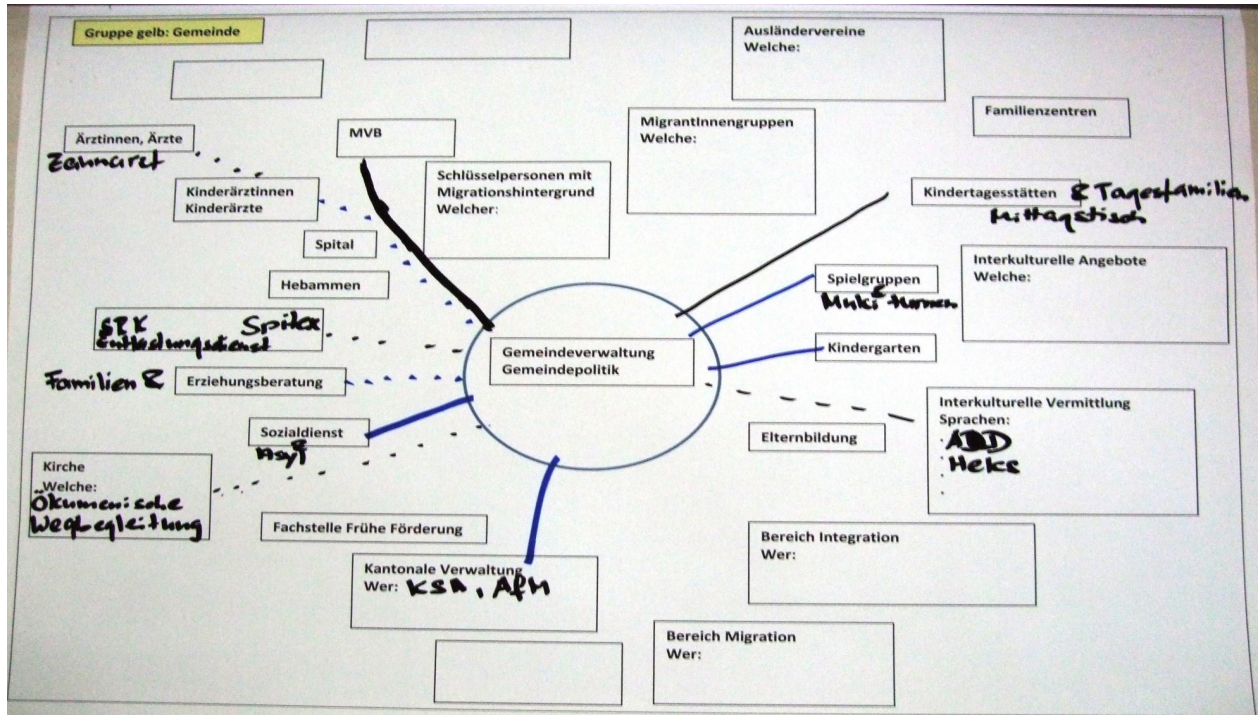 Gruppe gelb: Gemeinde
Ausländervereine
Welche:
Familienzentren
Ärztinnen, Ärzte
Zahnarzt
MVB
MigrantInnengruppen
Welche:
Schlüsselpersonen mit
Migrationshintergrund
Welcher:
Kinderärztinnen
Kinderärzte
Kindertagesstätten & Tagesfamilien
Mittagstisch
Spital
Hebammen
Spielgruppen
Muki-turnen
Interkulturelle Angebote
Welche:
SRK Spitex
Entlastungsdienst
Gemeindeverwaltung
Gemeindepolitik
Kindergarten
Familien & Erziehungsberatung
Sozialdienst
Asyl
Elternbildung
Interkulturelle Vermittlung
Sprachen:
Heks
Kirche
Welche:
Ökumenische
Wegbegleitung
Fachstelle Frühe Förderung
Kantonale Verwaltung
Wer: KSA, AfM
Bereich Integration
Wer:
Bereich Migration
Wer: